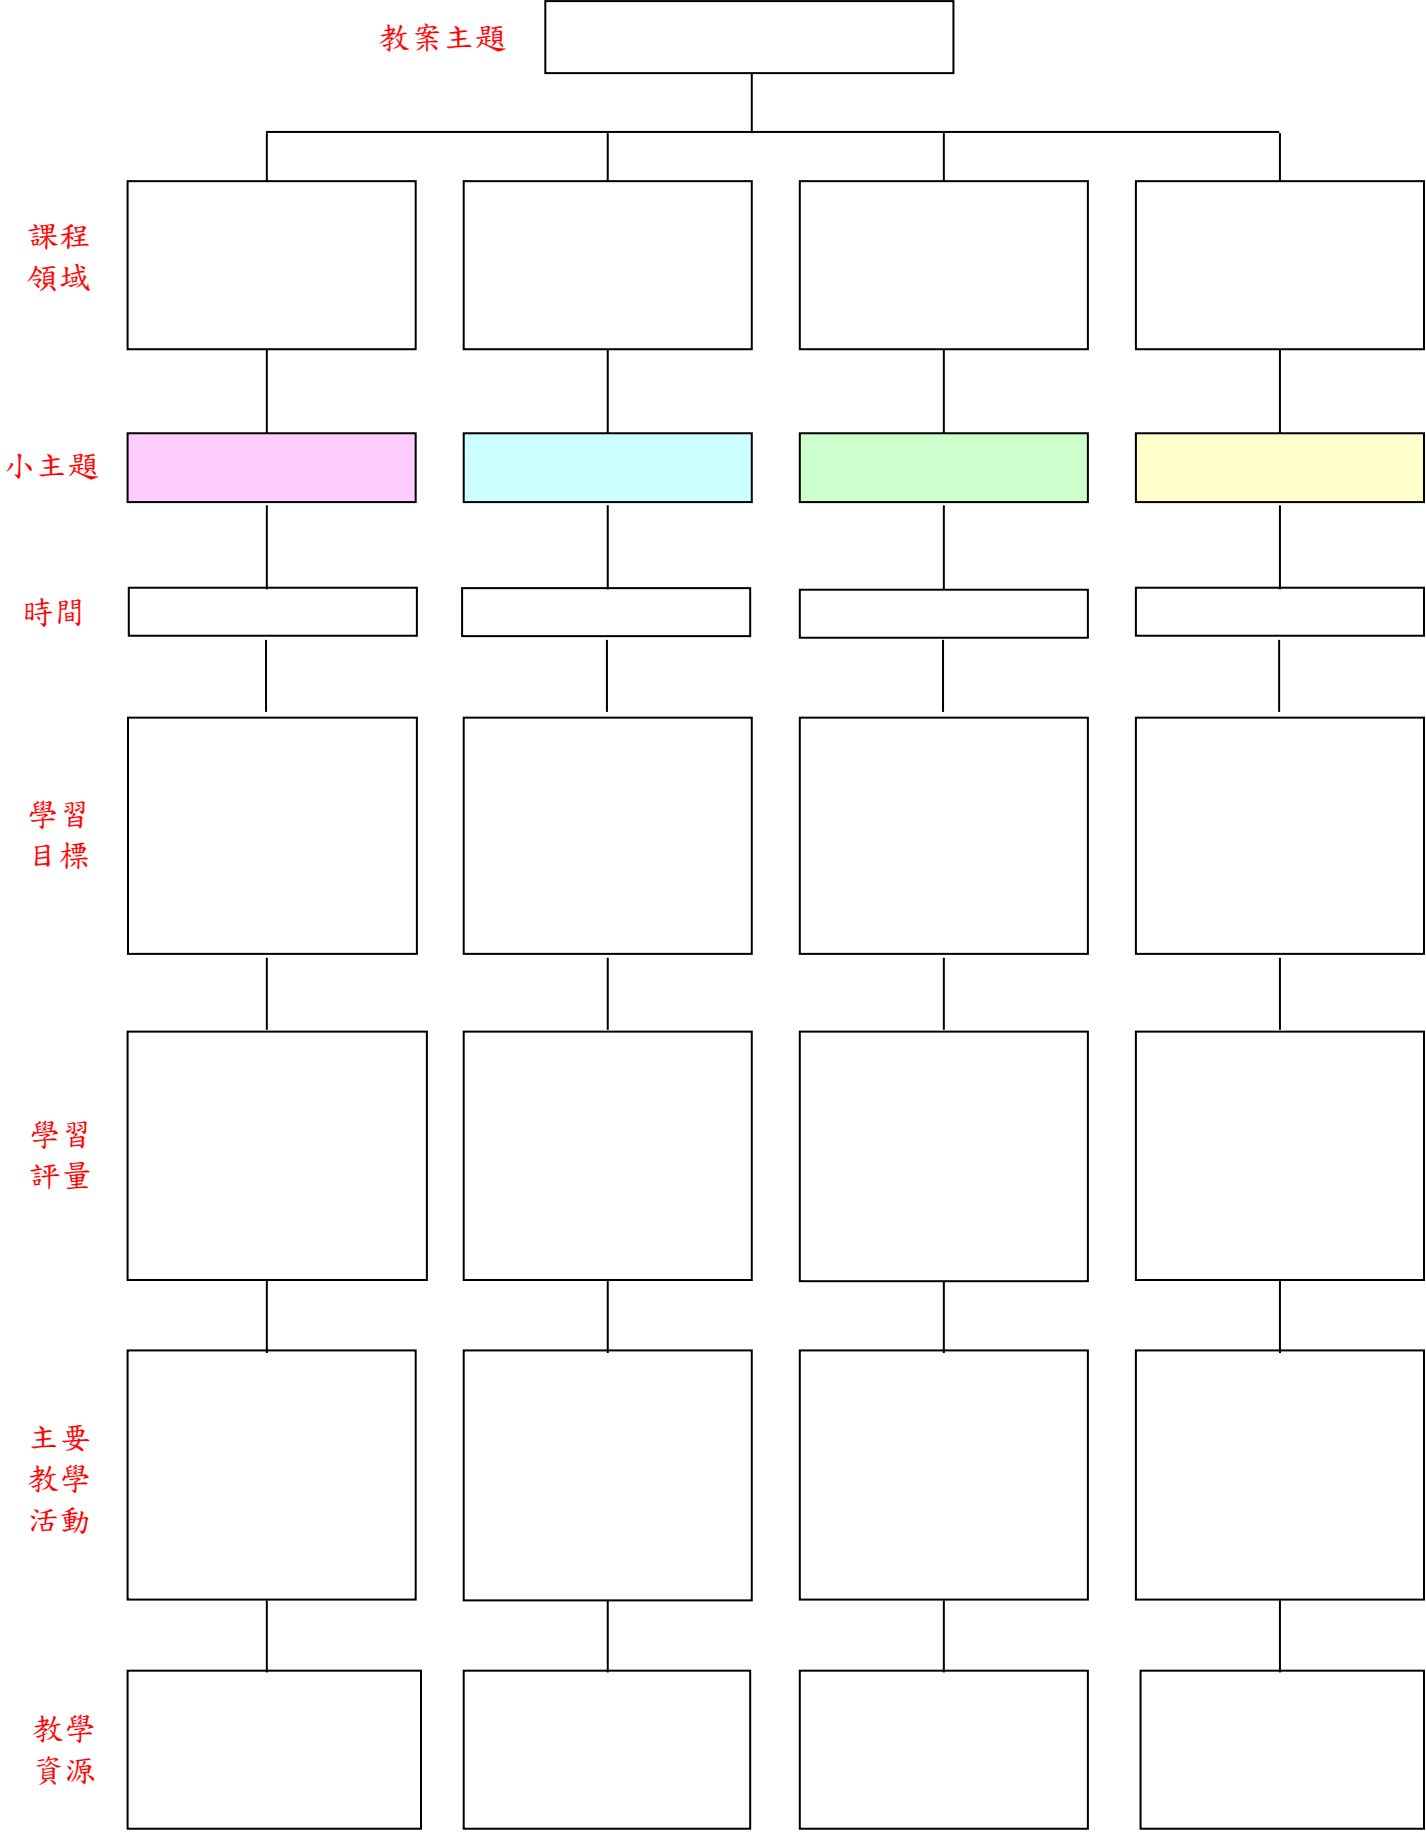 教案主題
課程
領域
小主題
時間
學習
目標
學習
評量
主要
教學
活動
教學
資源